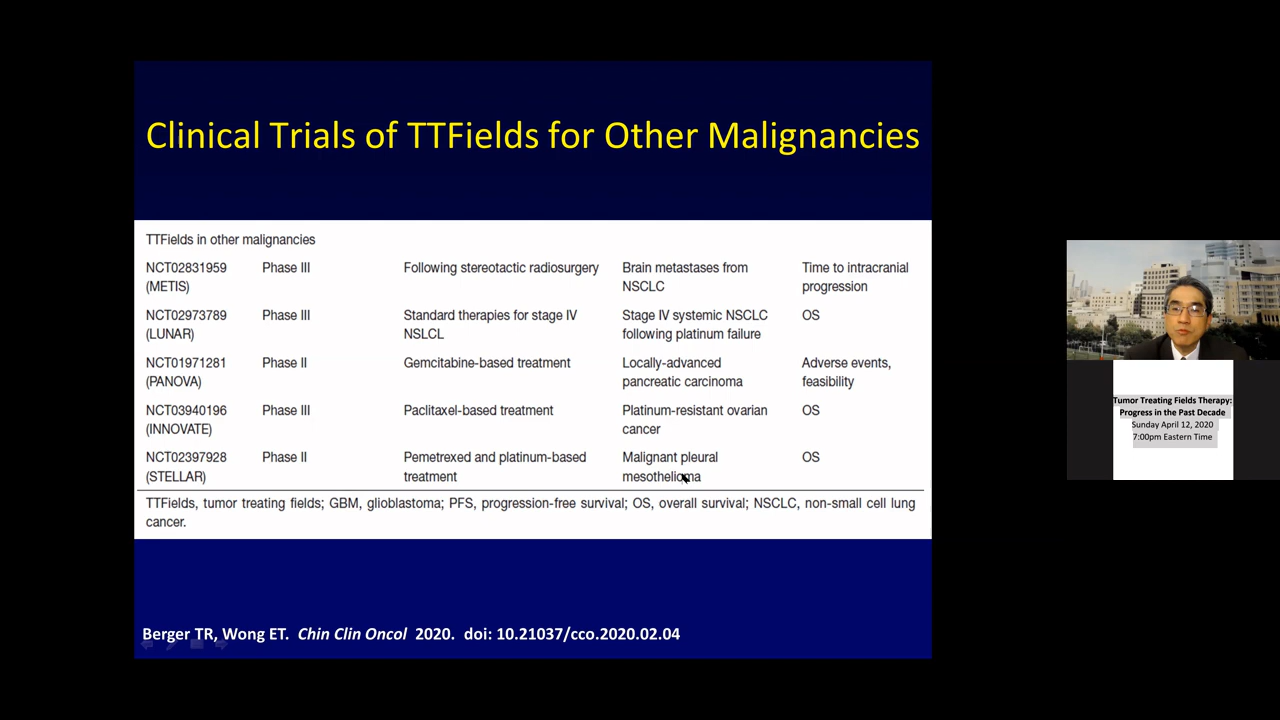 Clinical Trials of TTFields for Other Malignancies
TTFields in other malignancies
NCT02831959 Phase III Following stereotactic radiosurgery Brain metastases from Time to intracranial
(METIS) NSCLC progression
NCT02973789 Phase III Standard therapies for stage IV Stage IV systemic NSCLC OS
(LUNAR) NSLCL following platinum failure
NCT01971281 Phase II Gemcitabine-based treatment Locally-advanced Adverse events,
(PANOVA) pancreatic carcinoma feasibility
NCT03940196 Phase III Paclitaxel-based treatment Platinum-resistant ovarian OS
(INNOVATE) cancer
NCT02397928 Phase II Pemetrexed and platinum-based Malignant pleural OS
(STELLAR) treatment mesothelioma
TTFields, tumor treating fields; GBM, glioblastoma; PFS, progression-free survival; OS, overall survival; NSCLC, non-small cell lung
cancer.
Berger TR, Wong ET. Chin Clin Oncol 2020. doi: 10.21037/cco.2020.02.04
Tumor Treating Fields Therapy:
Progress in the Past Decade
Sunday April 12, 2020
7:00pm Eastern Time